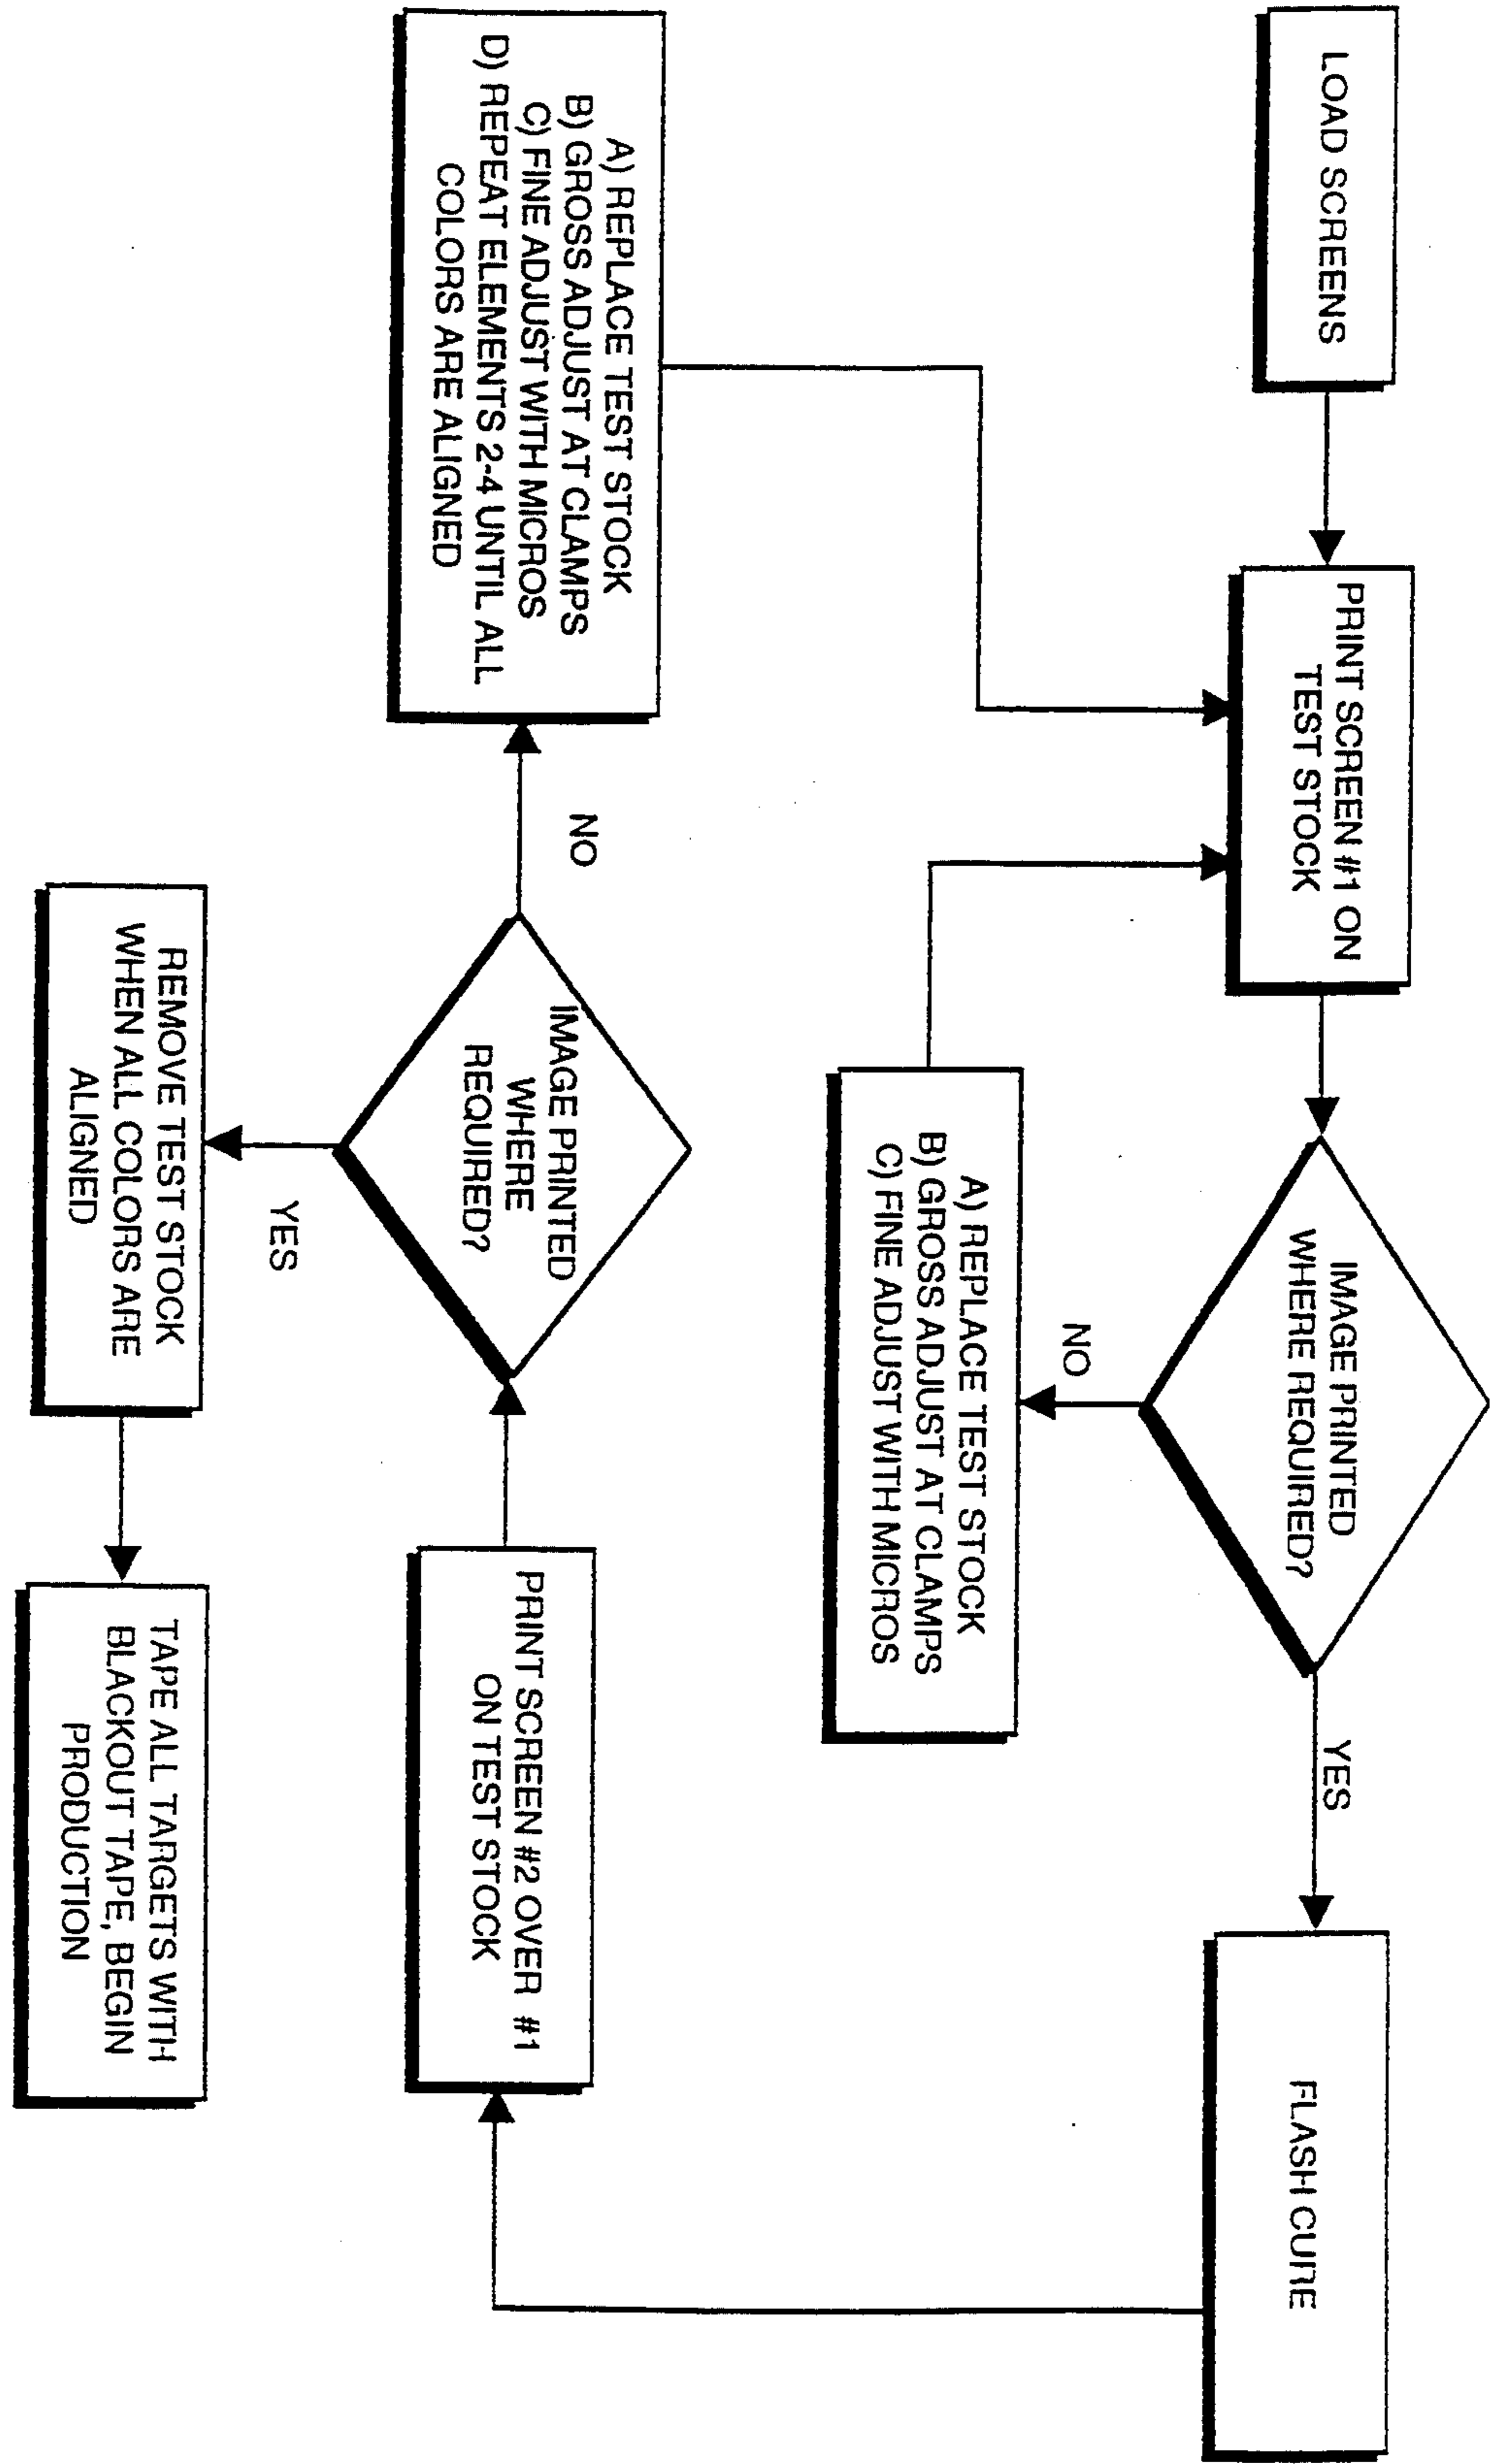 LOAD SCREENS
PRINT SCREEN #1 ON
TEST STOCK
IMAGE PRINTED
WHERE REQUIRED?
YES
FLASH CURE
NO
A) REPLACE TEST STOCK
B) GROSS ADJUST AT CLAMPS
C) FINE ADJUST WITH MICROS
A) REPLACE TEST STOCK
B) GROSS ADJUST AT CLAMPS
C) FINE ADJUST WITH MICROS
D) REPEAT ELEMENTS 2-4 UNTIL ALL
COLORS ARE ALIGNED
NO
IMAGE PRINTED
WHERE
REQUIRED?
PRINT SCREEN #2 OVER #1
ON TEST STOCK
YES
REMOVE TEST STOCK
WHEN ALL COLORS ARE
ALIGNED
TAPE ALL TARGETS WITH
BLACKOUT TAPE, BEGIN
PRODUCTION